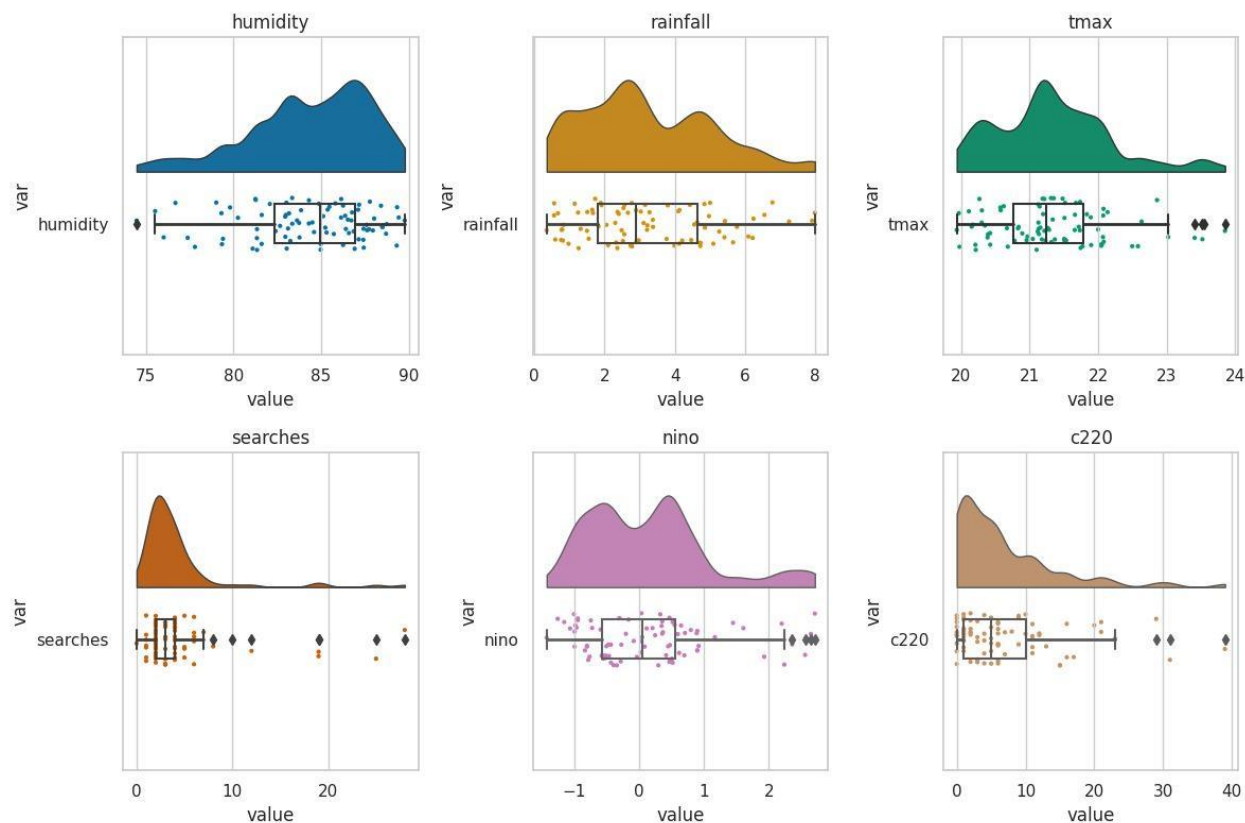 humidity
rainfall
tmax
var
humidity
75 80 85 90
value
var
rainfall
0 2 4 6 8
value
var
tmax
20 21 22 23 24
value
searches
nino
c220
var
searches
0 10 20
value
var
nino
−1 0 1 2
value
var
c220
0 10 20 30 40
value